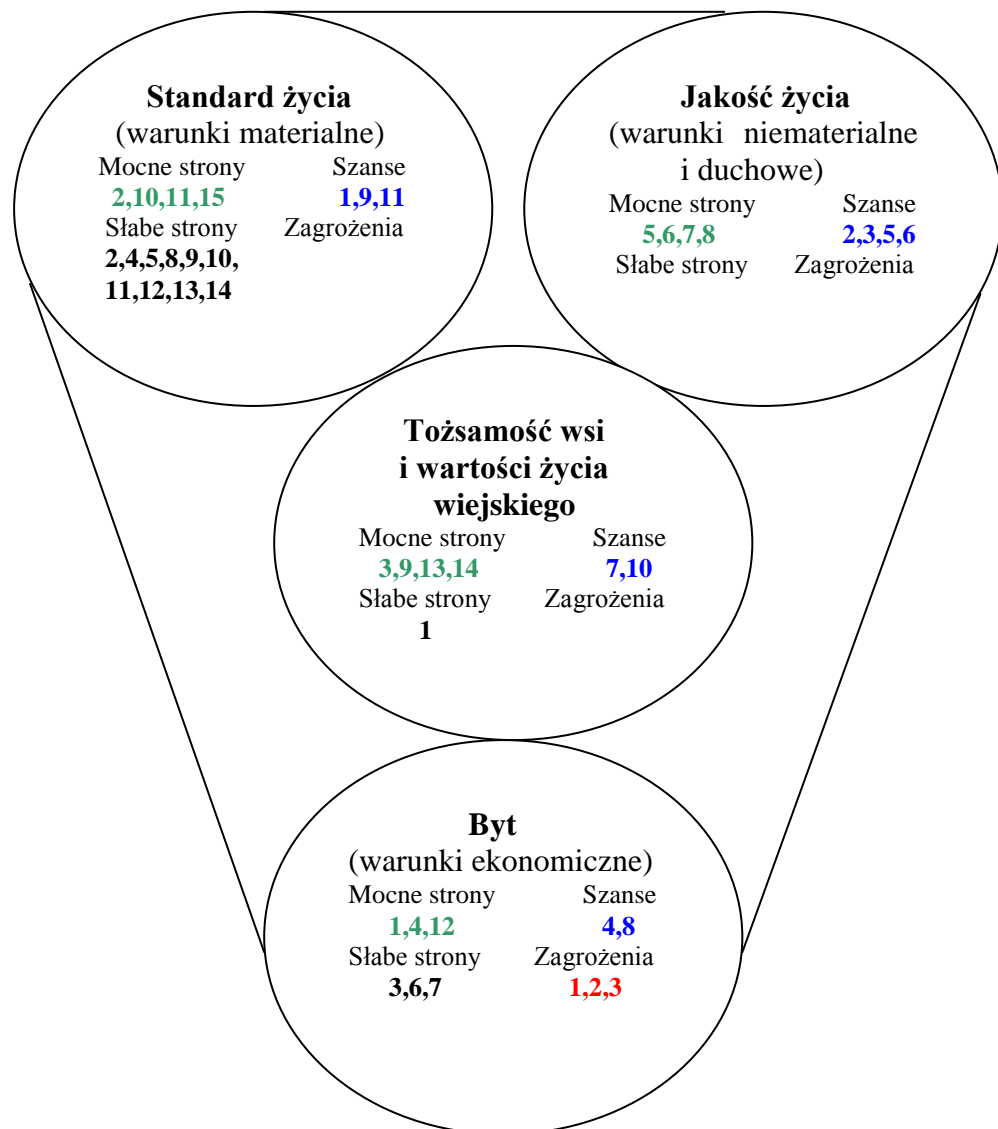 Standard życia
(warunki materialne)
Mocne strony Szanse
2,10,11,15 1,9,11
Słabe strony Zagrożenia
2,4,5,8,9,10,
11,12,13,14
Jakość życia
(warunki niematerialne
i duchowe)
Mocne strony Szanse
5,6,7,8 2,3,5,6
Słabe strony Zagrożenia
Tożsamość wsi
i wartości życia
wiejskiego
Mocne strony Szanse
3,9,13,14 7,10
Słabe strony Zagrożenia
1
Byt
(warunki ekonomiczne)
Mocne strony Szanse
1,4,12 4,8
Słabe strony Zagrożenia
3,6,7 1,2,3